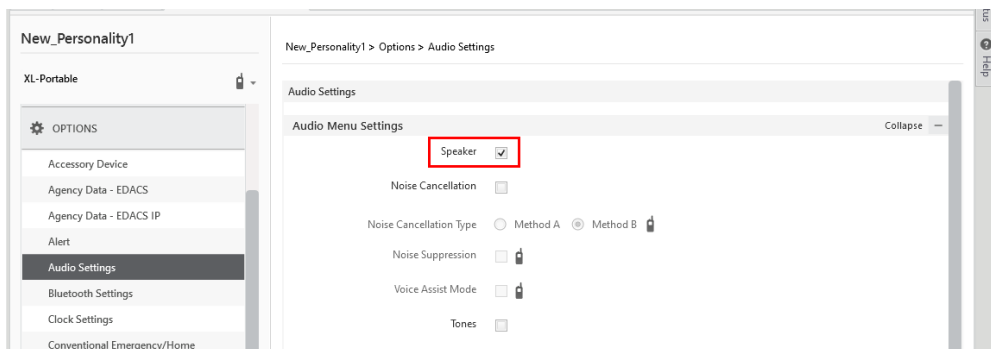 New_Personality1
XL-Portable
OPTIONS
Accessory Device
Agency Data - EDACS
Agency Data - EDACS IP
Alert
Audio Settings
Bluetooth Settings
Clock Settings
Conventional Emergency/Home
New_Personality1 > Options > Audio Settings
Audio Settings
Audio Menu Settings Collapse
Speaker
Noise Cancellation
Noise Cancellation Type Method A Method B
Noise Suppression
Voice Assist Mode
Tones
Help